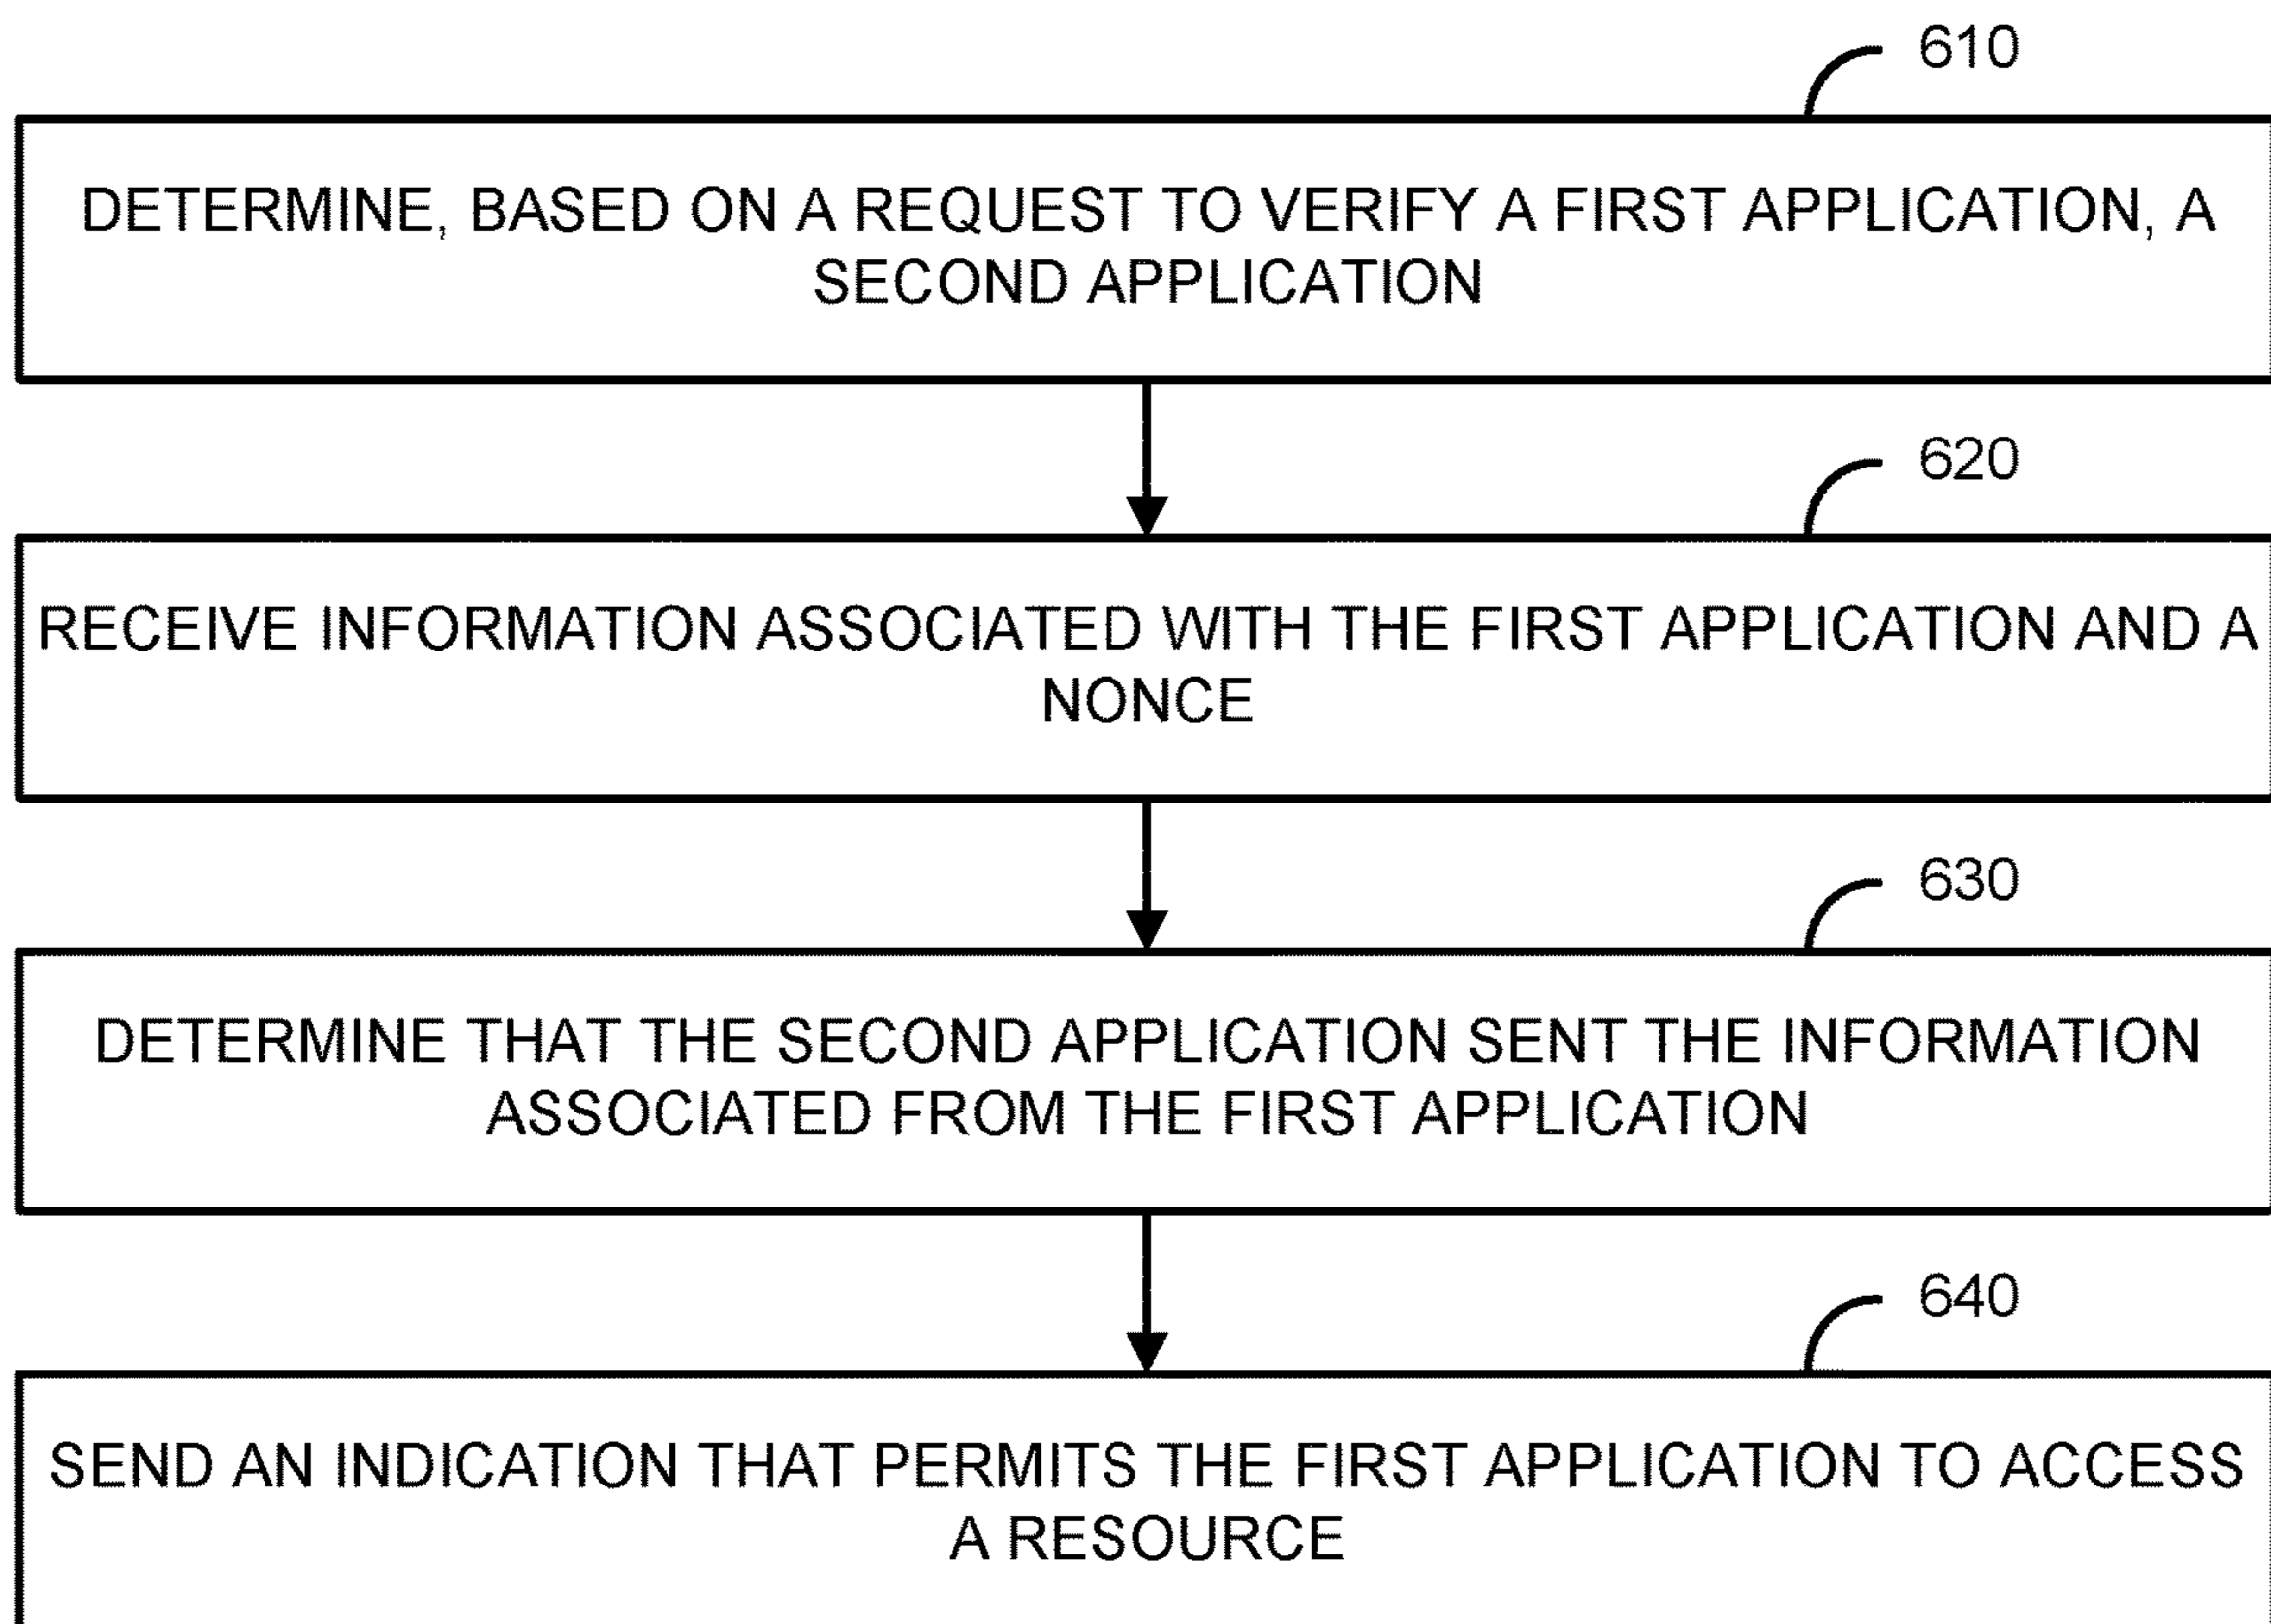 610
DETERMINE, BASED ON A REQUEST TO VERIFY A FIRST APPLICATION, A
SECOND APPLICATION
620
RECEIVE INFORMATION ASSOCIATED WITH THE FIRST APPLICATION AND A
NONCE
630
DETERMINE THAT THE SECOND APPLICATION SENT THE INFORMATION
ASSOCIATED FROM THE FIRST APPLICATION
640
SEND AN INDICATION THAT PERMITS THE FIRST APPLICATION TO ACCESS
A RESOURCE